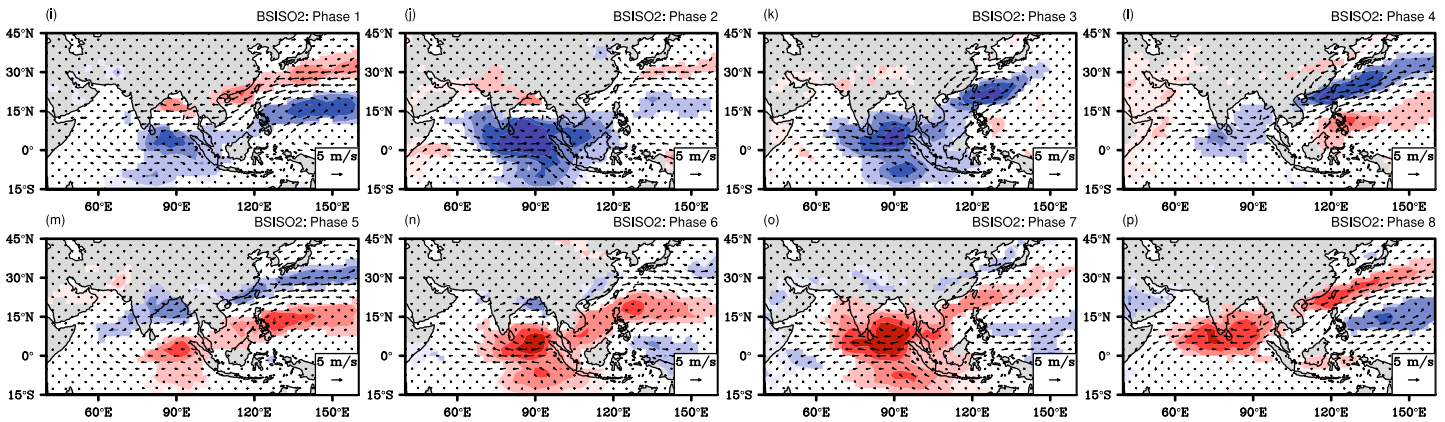 (i) BSISO2: Phase 1 (j) BSISO2: Phase 2 (k) BSISO2: Phase 3 (l) BSISO2: Phase 4
45°N 45°N 45°N 45°N
30°N 30°N 30°N 30°N
15°N 15°N 15°N 15°N
0° 0° 0° 0°
5 m/s 5 m/s 5 m/s 5 m/s
15°S 15°S 15°S 15°S
60°E 90°E 120°E 150°E 60°E 90°E 120°E 150°E 60°E 90°E 120°E 150°E 60°E 90°E 120°E 150°E
(m) BSISO2: Phase 5 (n) BSISO2: Phase 6 (o) BSISO2: Phase 7 (p) BSISO2: Phase 8
45°N 45°N 45°N 45°N
30°N 30°N 30°N 30°N
15°N 15°N 15°N 15°N
0° 0° 0° 0°
5 m/s 5 m/s 5 m/s 5 m/s
15°S 15°S 15°S 15°S
60°E 90°E 120°E 150°E 60°E 90°E 120°E 150°E 60°E 90°E 120°E 150°E 60°E 90°E 120°E 150°E